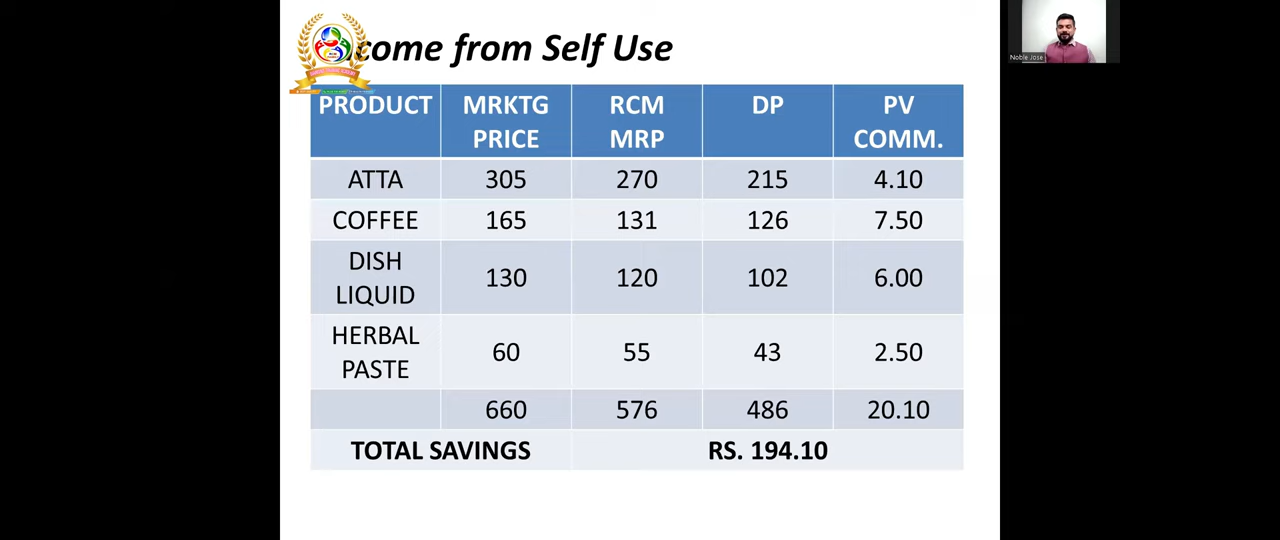 come from Self Use
PRODUCT MRKTG PRICE RCM MRP DP PV COMM.
ATTA 305 270 215 4.10
COFFEE 165 131 126 7.50
DISH LIQUID 130 120 102 6.00
HERBAL PASTE 60 55 43 2.50
660 576 486 20.10
TOTAL SAVINGS RS. 194.10
Noble Jose